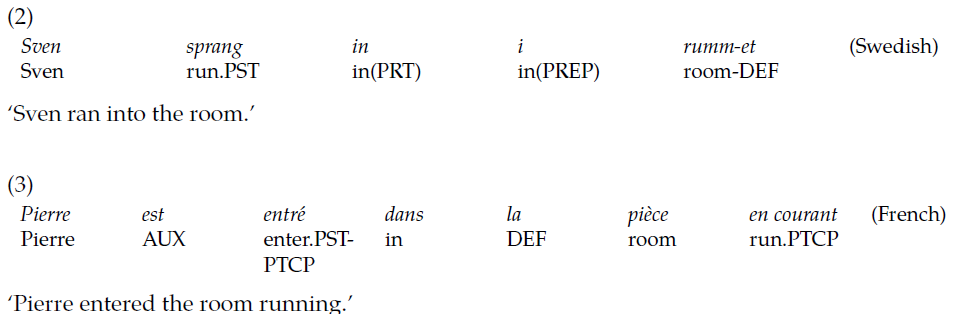 (2)
Sven sprang in i rumm-et (Swedish)
Sven run.PST in(PRT) in(PREP) room-DEF
‘Sven ran into the room.’
(3)
Pierre est entré dans la pièce en courant (French)
Pierre AUX enter.PST- in DEF room run.PTCP
PTCP
‘Pierre entered the room running.’